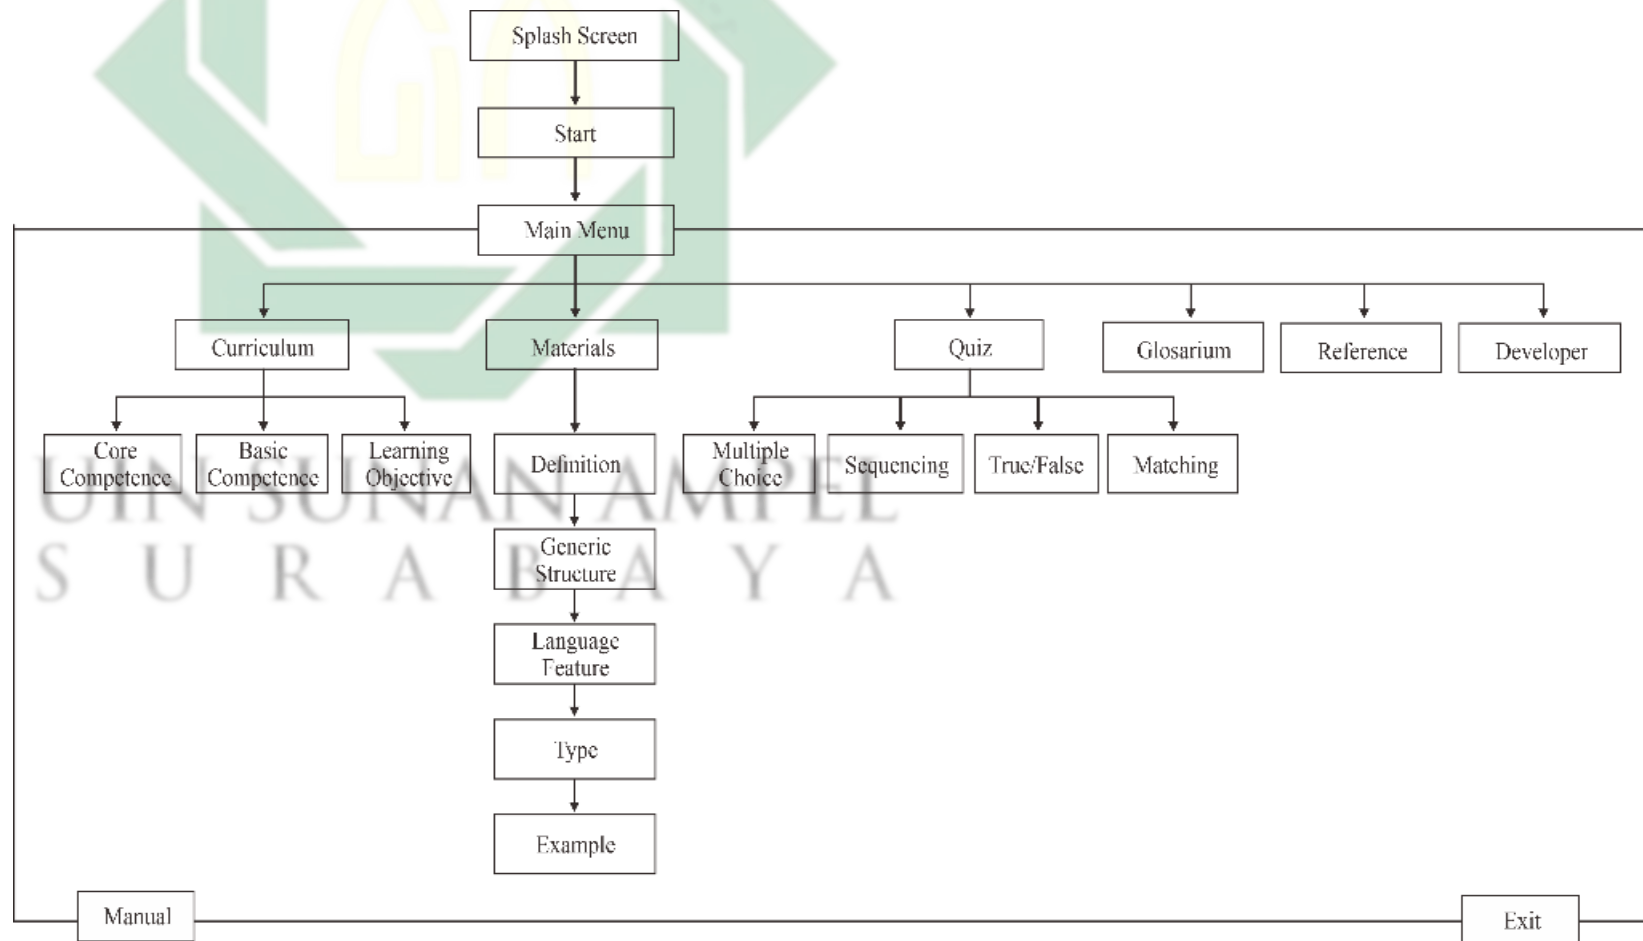 Splash Screen
Start
Main Menu
Curriculum
Materials
Quiz
Glosarium
Reference
Developer
Core
Competence
Basic
Competence
Learning
Objective
Definition
Multiple
Choice
Sequencing
True/False
Matching
UIN SUNAN AMPEL
S U R A B A Y A
Generic
Structure
Language
Feature
Type
Example
Manual
Exit